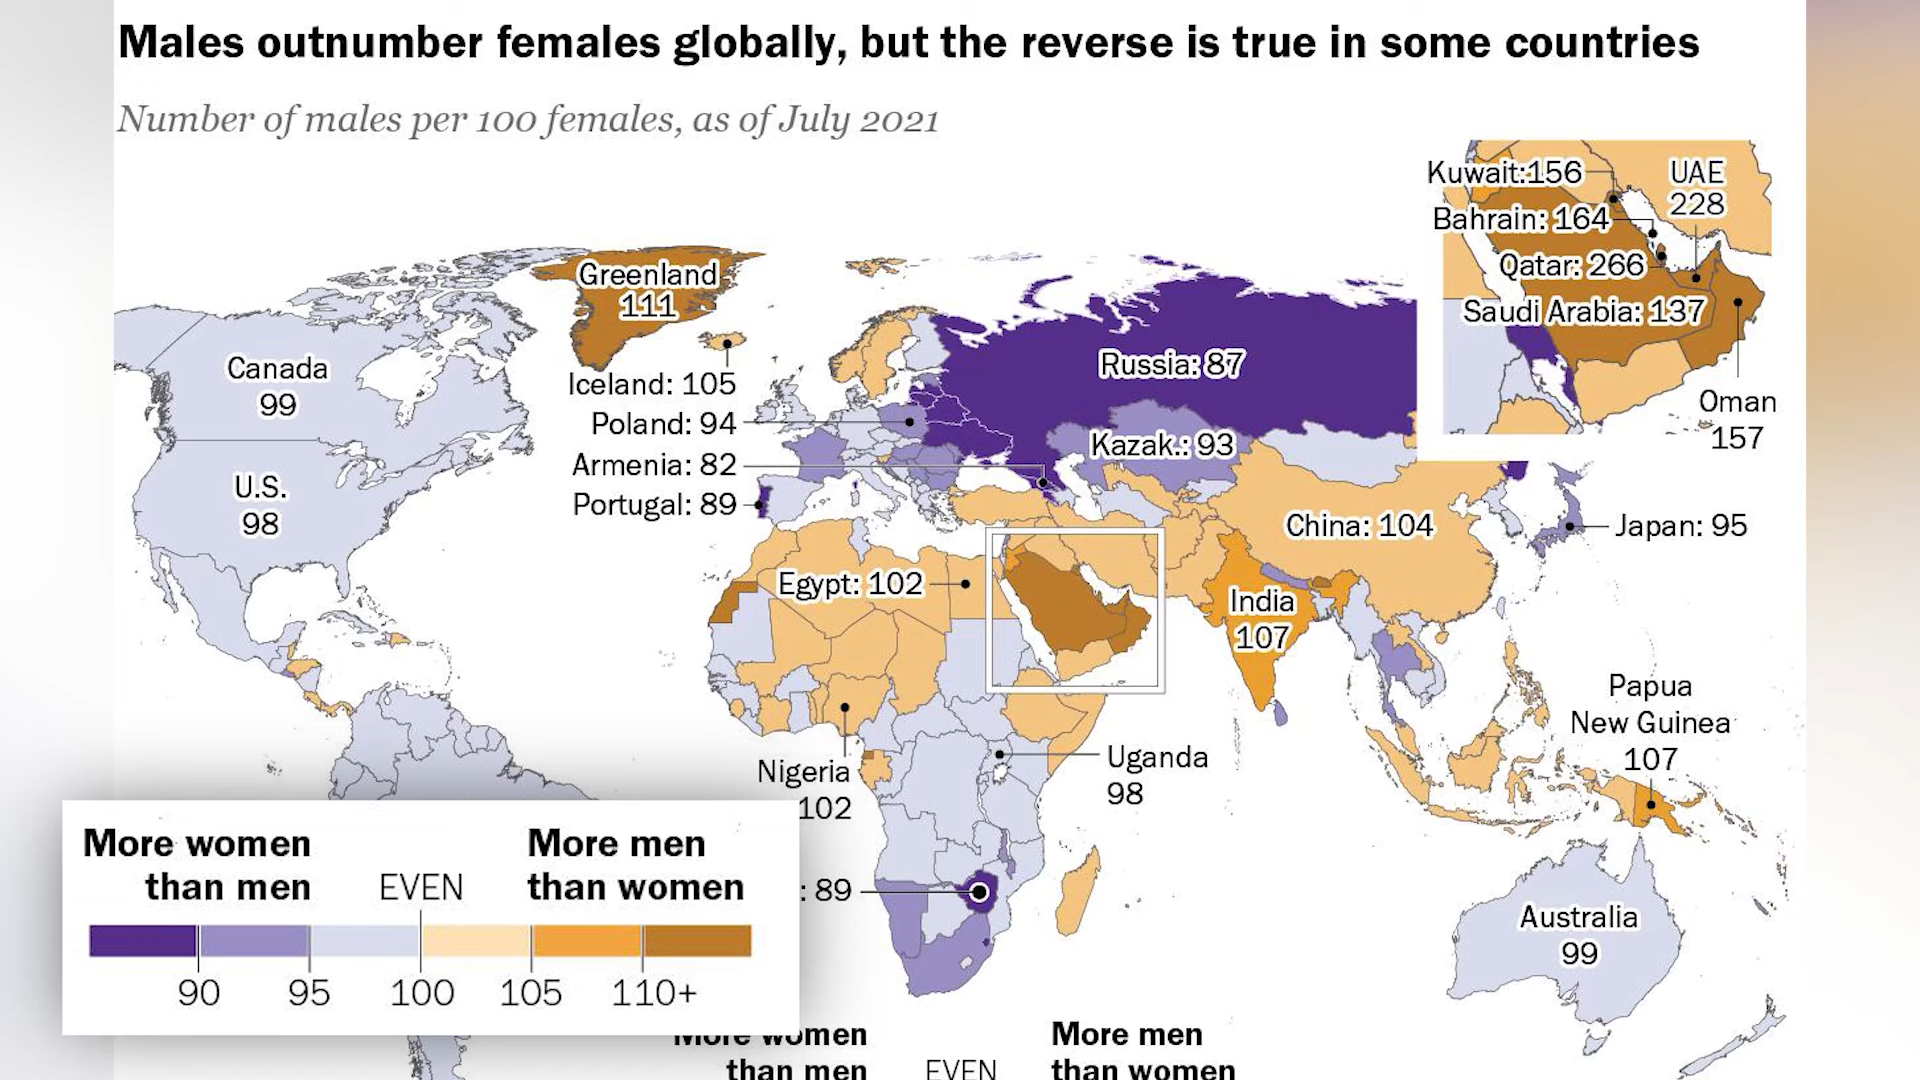 Males outnumber females globally, but the reverse is true in some countries
Number of males per 100 females, as of July 2021
Kuwait:156
UAE
228
Bahrain: 164
Qatar: 266
Saudi Arabia: 137
Oman
157
Greenland
111
Canada
99
Iceland: 105
Russia: 87
Poland: 94
Kazak.: 93
Armenia: 82
U.S.
98
Portugal: 89
China: 104
Japan: 95
Egypt: 102
India
107
Papua
New Guinea
107
Nigeria
102
Uganda
98
: 89
Australia
99
More women
than men
EVEN
More men
than women
90
95
100
105
110+
More women
than men
EVEN
More men
than women